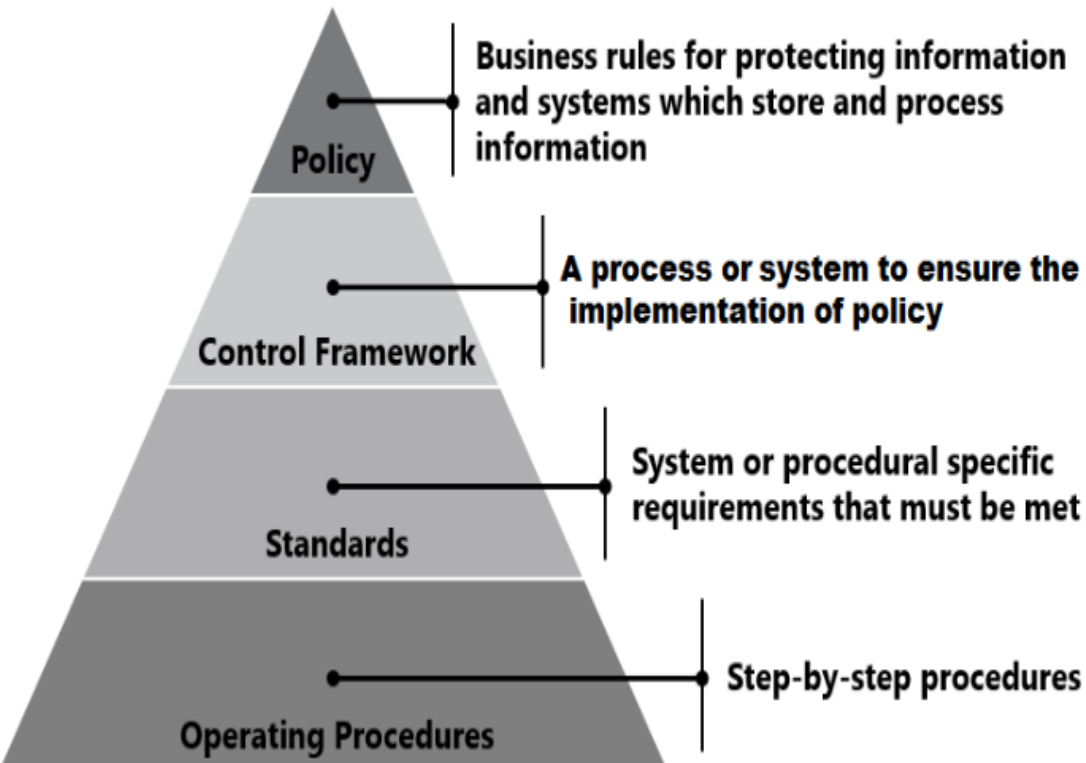 Business rules for protecting information
and systems which store and process
information
Policy
A process or system to ensure the
implementation of policy
Control Framework
System or procedural specific
requirements that must be met
Standards
Step-by-step procedures
Operating Procedures